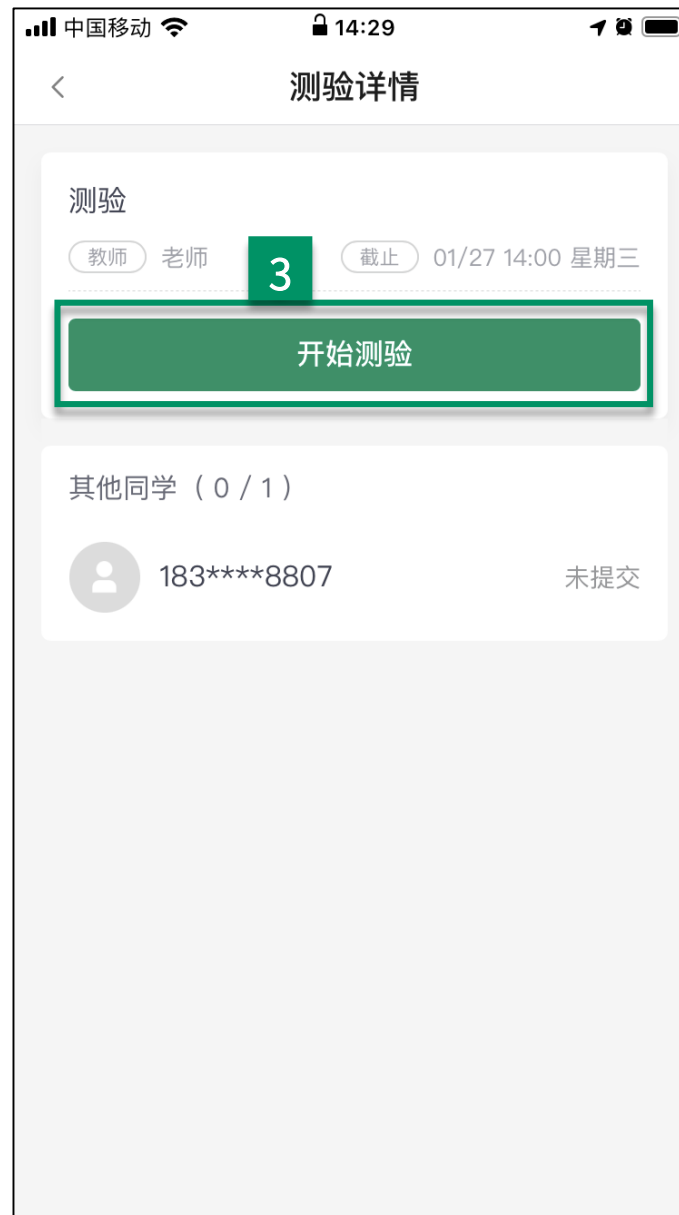 中国移动 14:29
测验详情
测验
教师 老师 截止 01/27 14:00 星期三
3
开始测验
其他同学（0 / 1）
183****8807 未提交